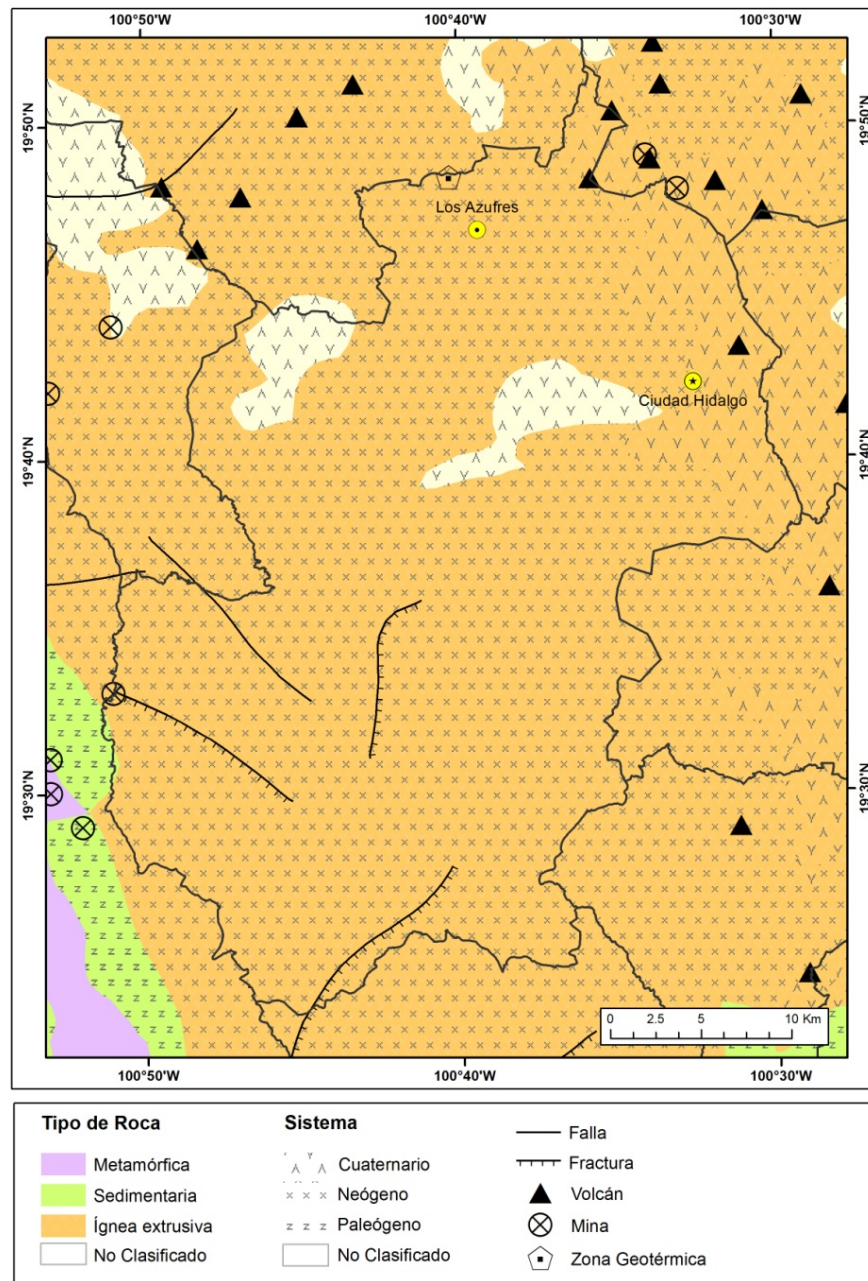 100°50'W 100°40'W 100°30'W
19°50'N 19°50'N
Los Azufres
Ciudad Hidalgo
19°40'N 19°40'N
19°30'N 19°30'N
0 2.5 5 10 Km
100°50'W 100°40'W 100°30'W
Tipo de Roca
Metamórfica
Sedimentaria
Ígnea extrusiva
No Clasificado
Sistema
Cuaternario
Neógeno
Paleógeno
No Clasificado
Falla
Fractura
Volcán
Mina
Zona Geotérmica